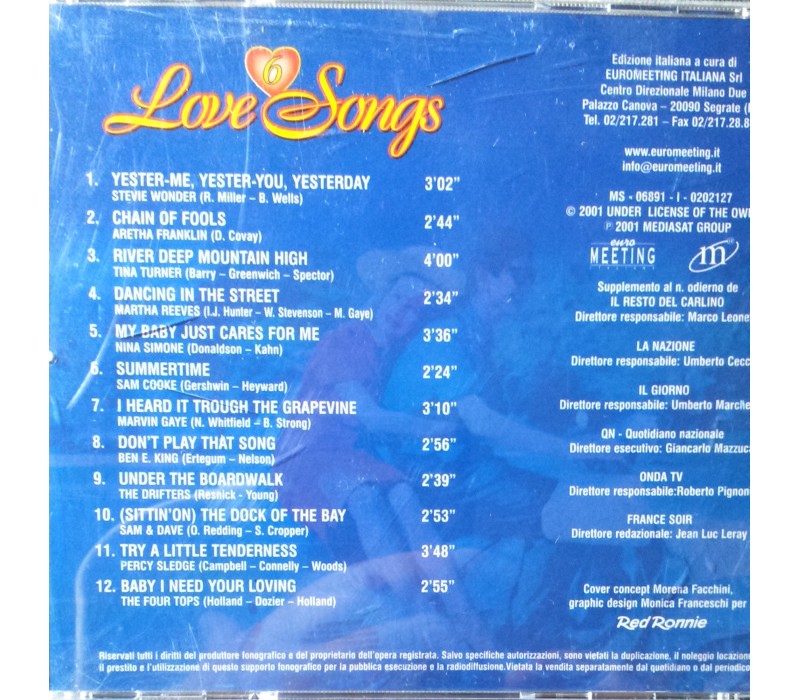 6
Love Songs
1. YESTER-ME, YESTER-YOU, YESTERDAY 3'02"
STEVIE WONDER (R. Miller – B. Wells)
2. CHAIN OF FOOLS 2'44"
ARETHA FRANKLIN (D. Covay)
3. RIVER DEEP MOUNTAIN HIGH 4'00"
TINA TURNER (Barry – Greenwich – Spector)
4. DANCING IN THE STREET 2'34"
MARTHA REEVES (I.J. Hunter – W. Stevenson – M. Gaye)
5. MY BABY JUST CARES FOR ME 3'36"
NINA SIMONE (Donaldson – Kahn)
6. SUMMERTIME 2'24"
SAM COOKE (Gershwin – Heyward)
7. I HEARD IT TROUGH THE GRAPEVINE 3'10"
MARVIN GAYE (N. Whitfield – B. Strong)
8. DON'T PLAY THAT SONG 2'56"
BEN E. KING (Ertegum – Nelson)
9. UNDER THE BOARDWALK 2'39"
THE DRIFTERS (Resnick - Young)
10. (SITTIN'ON) THE DOCK OF THE BAY 2'53"
SAM & DAVE (O. Redding – S. Cropper)
11. TRY A LITTLE TENDERNESS 3'48"
PERCY SLEDGE (Campbell – Connelly – Woods)
12. BABY I NEED YOUR LOVING 2'55"
THE FOUR TOPS (Holland – Dozier – Holland)
Edizione italiana a cura di
EUROMEETING ITALIANA Srl
Centro Direzionale Milano Due
Palazzo Canova – 20090 Segrate (
Tel. 02/217.281 – Fax 02/217.28.8
www.euromeeting.it
info@euromeeting.it
MS - 06891 - I - 0202127
© 2001 UNDER LICENSE OF THE OW
℗ 2001 MEDIASAT GROUP
euro
MEETING
m
Supplemento al n. odierno de
IL RESTO DEL CARLINO
Direttore responsabile: Marco Leone
LA NAZIONE
Direttore responsabile: Umberto Cecc
IL GIORNO
Direttore responsabile: Umberto Marche
QN - Quotidiano nazionale
Direttore esecutivo: Giancarlo Mazzuc
ONDA TV
Direttore responsabile:Roberto Pignon
FRANCE SOIR
Direttore redazionale: Jean Luc Leray
Cover concept Morena Facchini,
graphic design Monica Franceschi per
Red Ronnie
Riservati tutti i diritti del produttore fonografico e del proprietario dell'opera registrata. Salvo specifiche autorizzazioni, sono vietati la duplicazione, il noleggio locazion
il prestito e l'utilizzazione di questo supporto fonografico per la pubblica esecuzione e la radiodiffusione.Vietata la vendita separatamente dal quotidiano o dal periodico